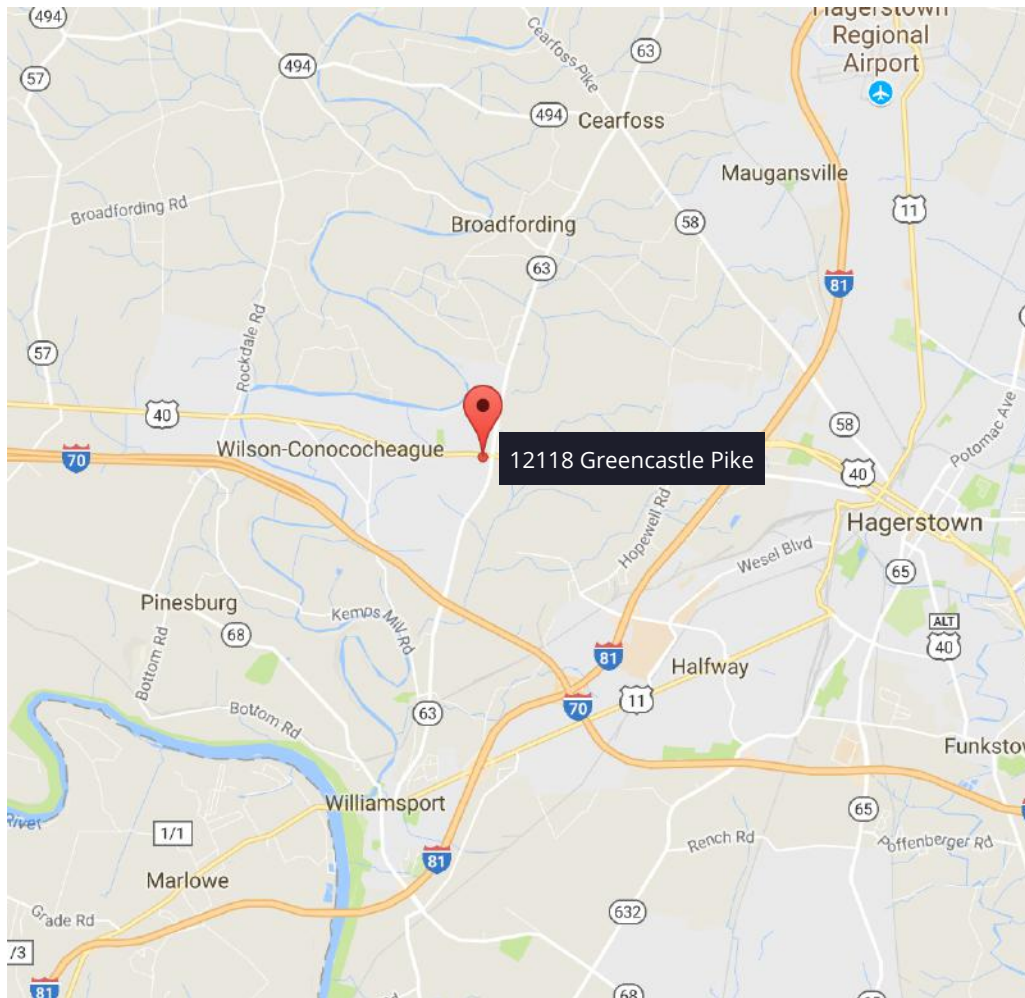 494
Hagerstown
Regional
Airport
Cearfoss Pike
63
57
494
494
Cearfoss
Maugansville
Broadfording Rd
11
Broadfording
58
63
81
Rockdale Rd
57
40
58
Potomac Ave
Wilson-Conococheague
70
12118 Greencastle Pike
40
Hopewell Rd
Hagerstown
Wesel Blvd
65
Pinesburg
Kemps Mill Rd
68
ALT
40
Bottom Rd
81
Halfway
11
70
Bottom Rd
63
Funksto
Williamsport
65
River
1/1
Rench Rd
Poffenberger Rd
81
Marlowe
632
Grade Rd
/3
81
68